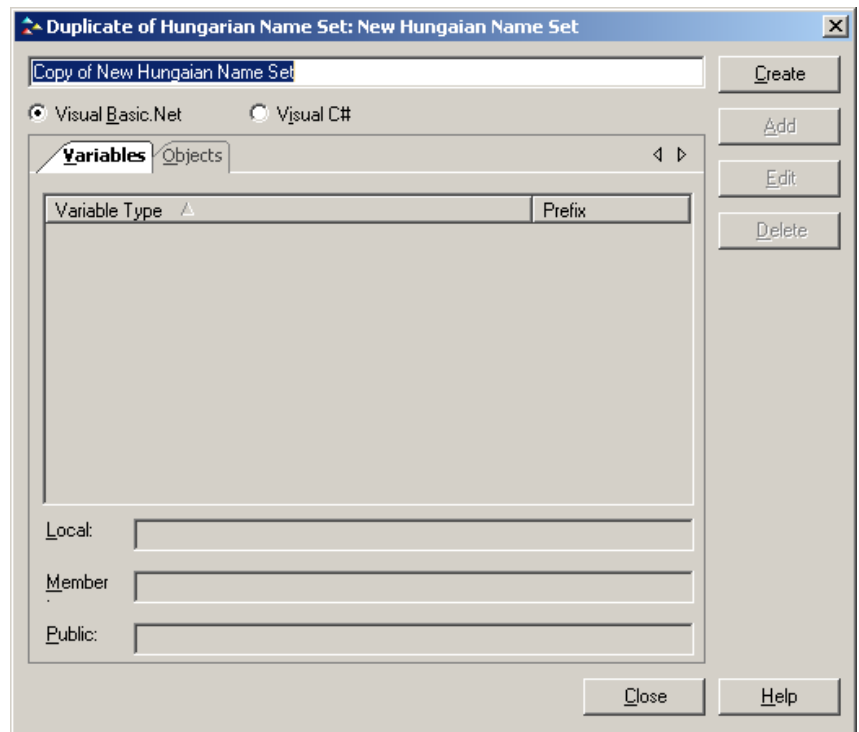 Duplicate of Hungarian Name Set: New Hungaian Name Set
Copy of New Hungaian Name Set
Create
Visual Basic.Net Visual C#
Add
Variables Objects
Edit
Variable Type Prefix
Delete
Local:
Member
:
Public:
Close Help